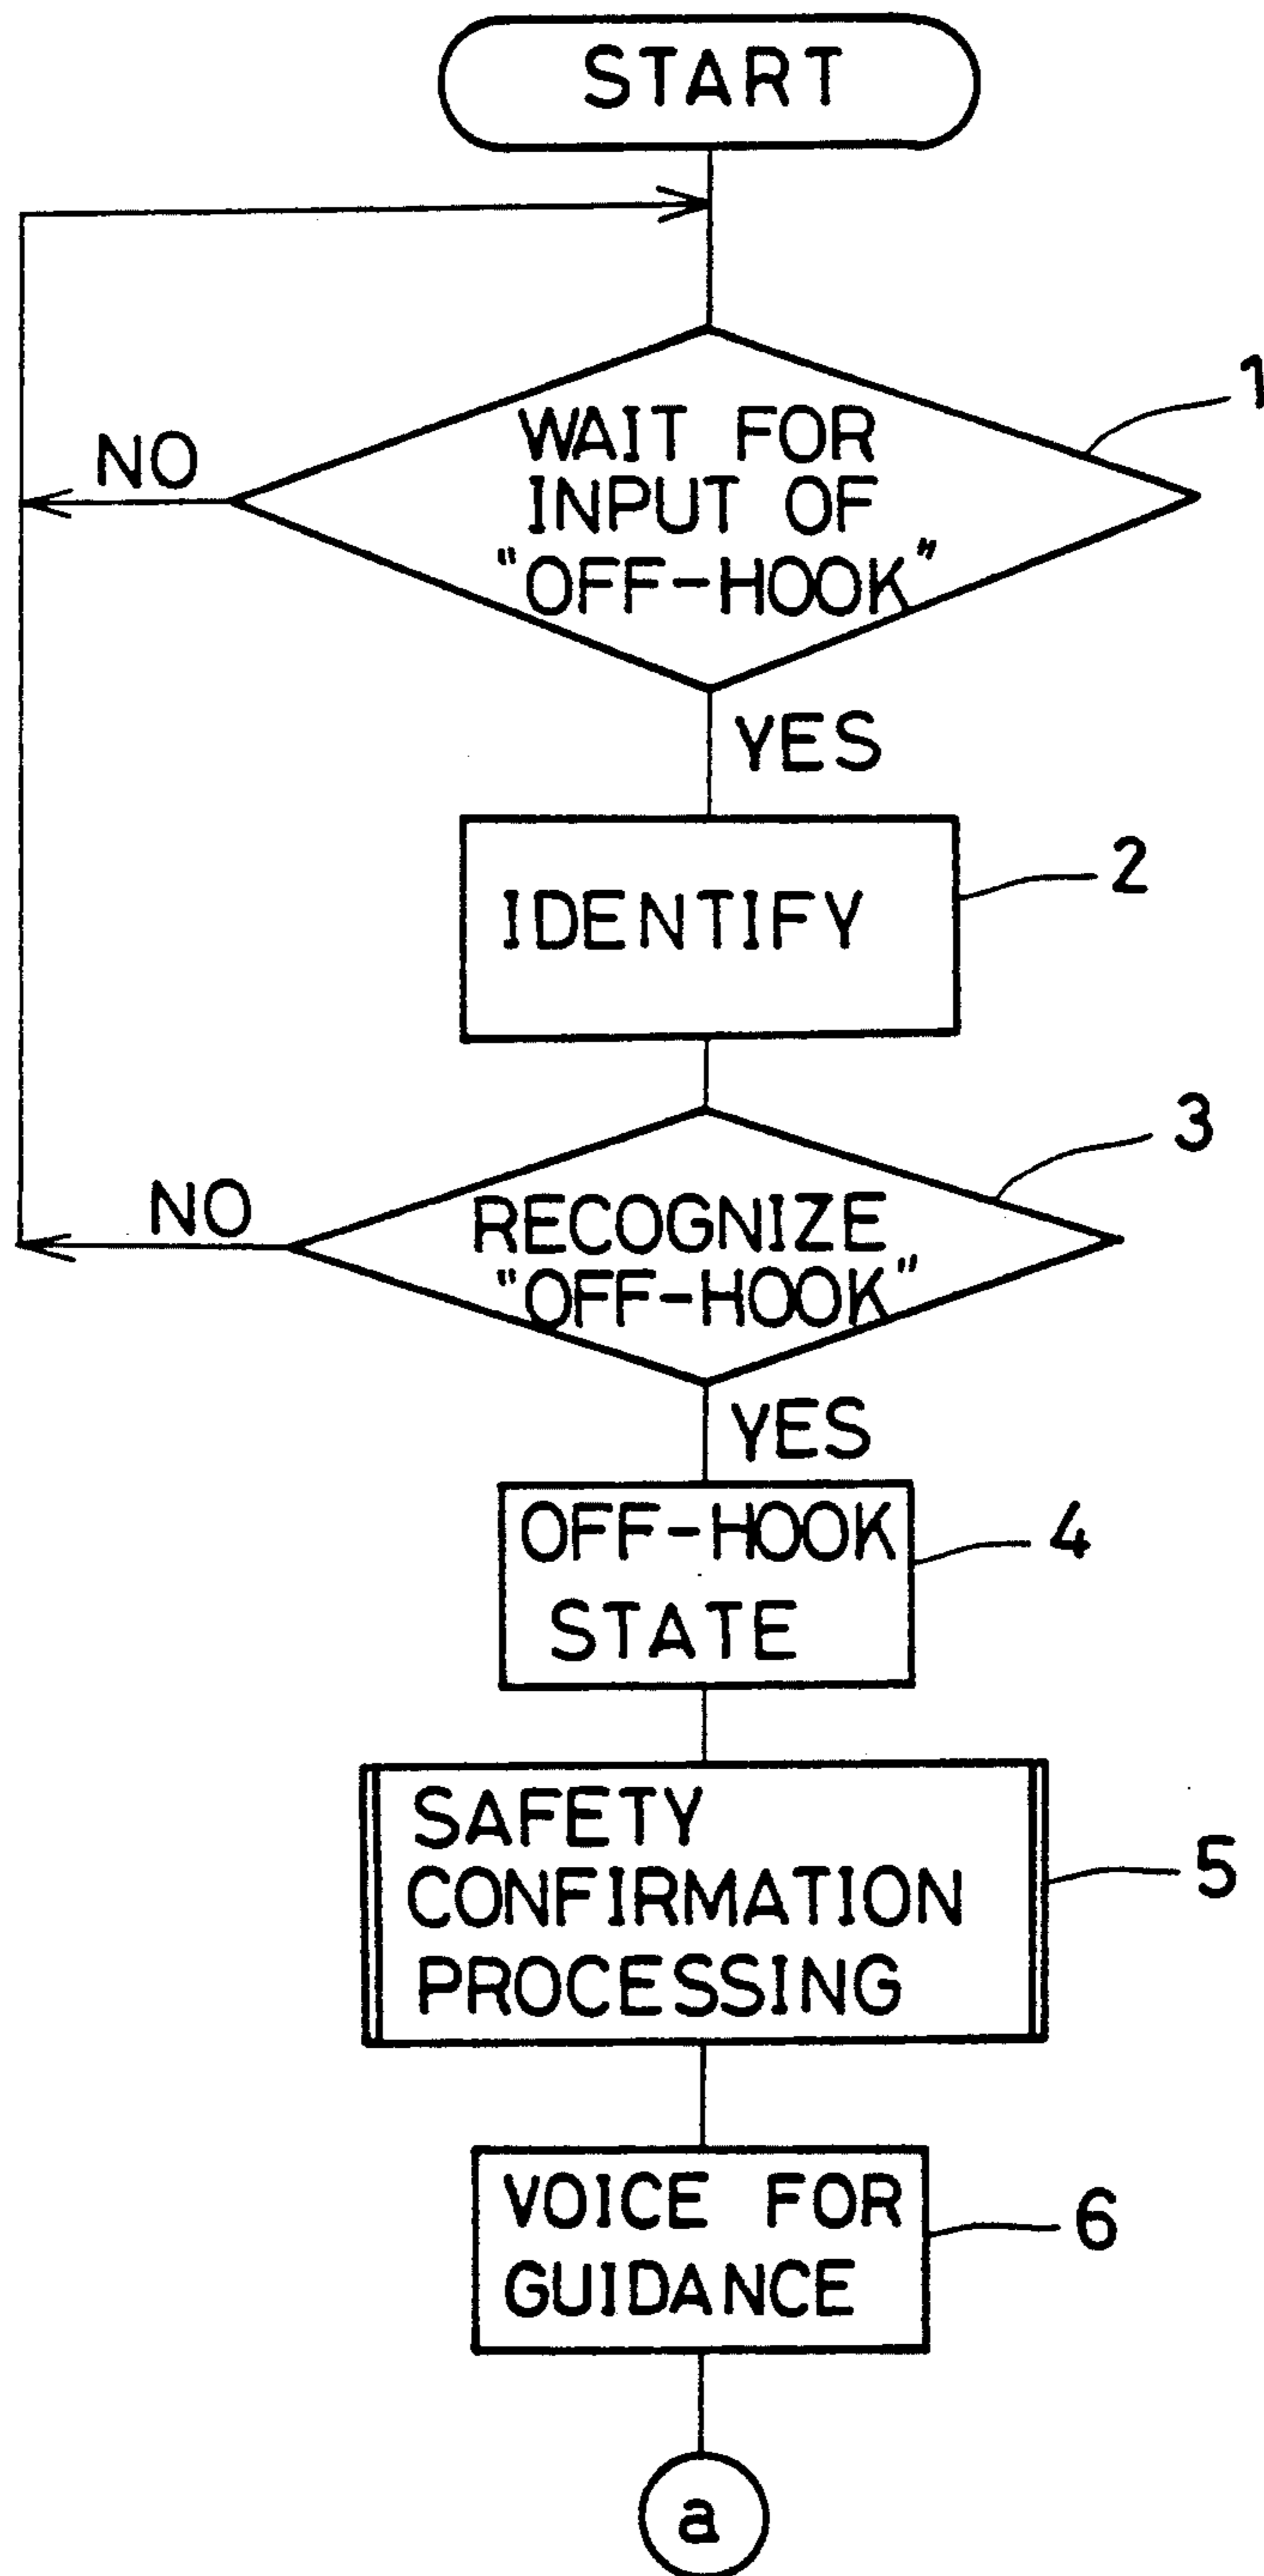 START
1
WAIT FOR
INPUT OF
"OFF-HOOK"
NO
YES
2
IDENTIFY
3
RECOGNIZE
"OFF-HOOK"
NO
YES
OFF-HOOK
STATE
4
SAFETY
CONFIRMATION
PROCESSING
5
VOICE FOR
GUIDANCE
6
a